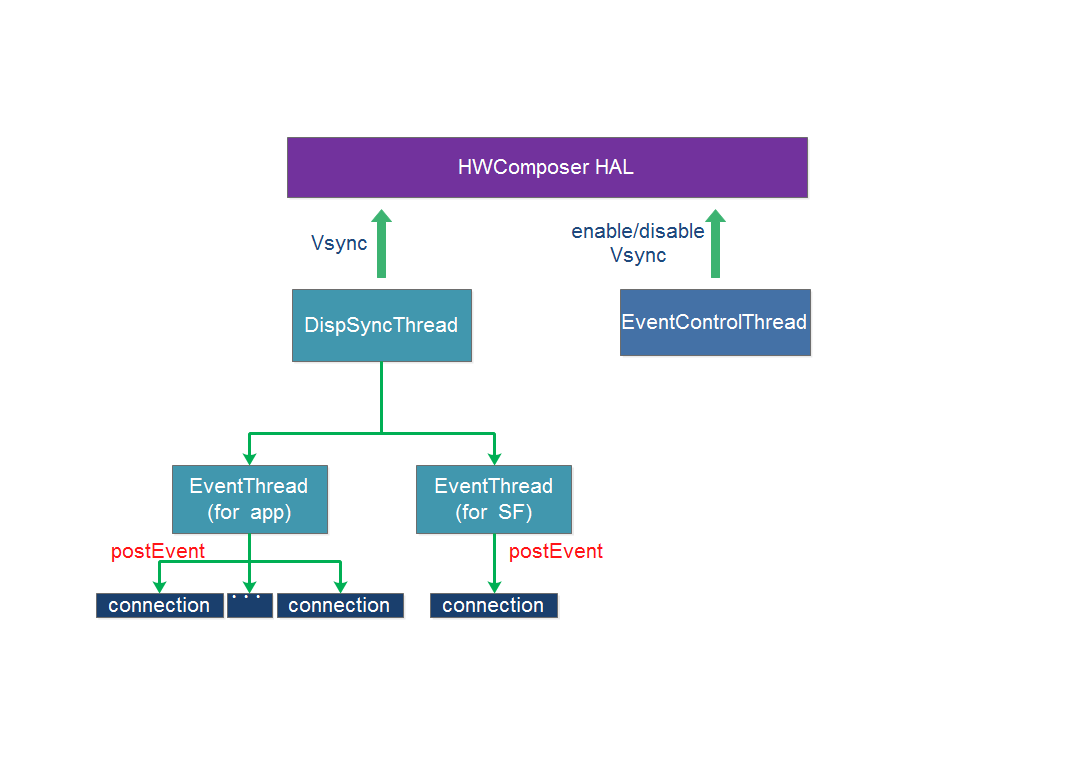 HWComposer HAL
Vsync
enable/disable
Vsync
DispSyncThread
EventControlThread
EventThread
(for app)
EventThread
(for SF)
postEvent
postEvent
connection
...
connection
connection